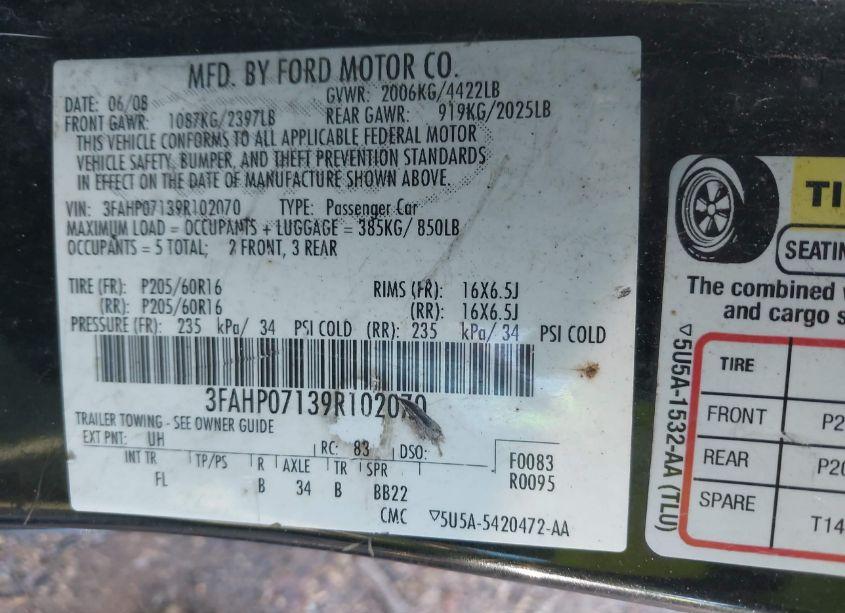 MFD. BY FORD MOTOR CO.
DATE: 06/08 GVWR: 2006KG/4422LB
FRONT GAWR: 1087KG/2397LB REAR GAWR: 919KG/2025LB
THIS VEHICLE CONFORMS TO ALL APPLICABLE FEDERAL MOTOR
VEHICLE SAFETY, BUMPER, AND THEFT PREVENTION STANDARDS
IN EFFECT ON THE DATE OF MANUFACTURE SHOWN ABOVE.
VIN: 3FAHP07139R102070 TYPE: Passenger Car
MAXIMUM LOAD = OCCUPANTS + LUGGAGE = 385KG/ 850LB
OCCUPANTS = 5 TOTAL; 2 FRONT, 3 REAR
TIRE (FR): P205/60R16 RIMS (FR): 16X6.5J
(RR): P205/60R16 (RR): 16X6.5J
PRESSURE (FR): 235 kPa/ 34 PSI COLD (RR): 235 kPa/ 34 PSI COLD
3FAHP07139R102070
TRAILER TOWING - SEE OWNER GUIDE
EXT PNT: UH RC: 83 DSO:
INT TR TP/PS R AXLE TR SPR F0083
FL B 34 B BB22 R0095
CMC ▽5U5A-5420472-AA
TI
SEATIN
The combined
and cargo s
▽5U5A-1532-AA (TLU)
TIRE
FRONT P2
REAR P20
SPARE T14